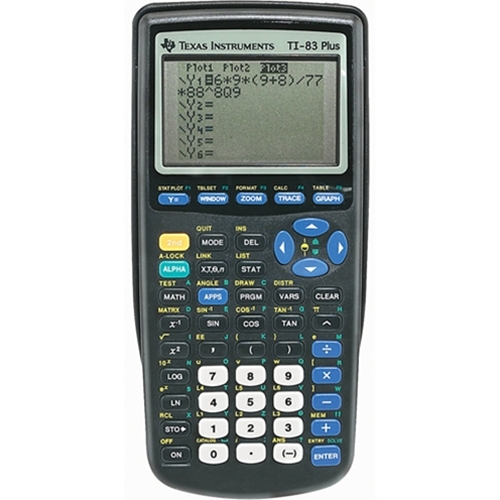 TEXAS INSTRUMENTS TI-83 Plus
Plot1 Plot2 Plot3
\Y1=6*9*(9+8)/77
*88^8Q9
\Y2=
\Y3=
\Y4=
\Y5=
\Y6=
STAT PLOT F1 TBLSET F2 FORMAT F3 CALC F4 TABLE F5
Y= WINDOW ZOOM TRACE GRAPH
QUIT INS
2nd MODE DEL
A-LOCK LINK LIST
ALPHA X,T,Θ,n STAT
TEST A ANGLE B DRAW C DISTR
MATH APPS PRGM VARS CLEAR
MATRX D SIN⁻¹ E COS⁻¹ F TAN⁻¹ G π H
x⁻¹ SIN COS TAN ^
√ I EE J { K } L e M
x² , ( ) ÷
10ˣ N u O v P w Q [ R
LOG 7 8 9 ×
eˣ S L4 T L5 U L6 V ] W
LN 4 5 6 −
RCL X L1 Y L2 Z L3 θ MEM "
STO▸ 1 2 3 +
OFF CATALOG i : ANS ? ENTRY SOLVE
ON 0 . (−) ENTER